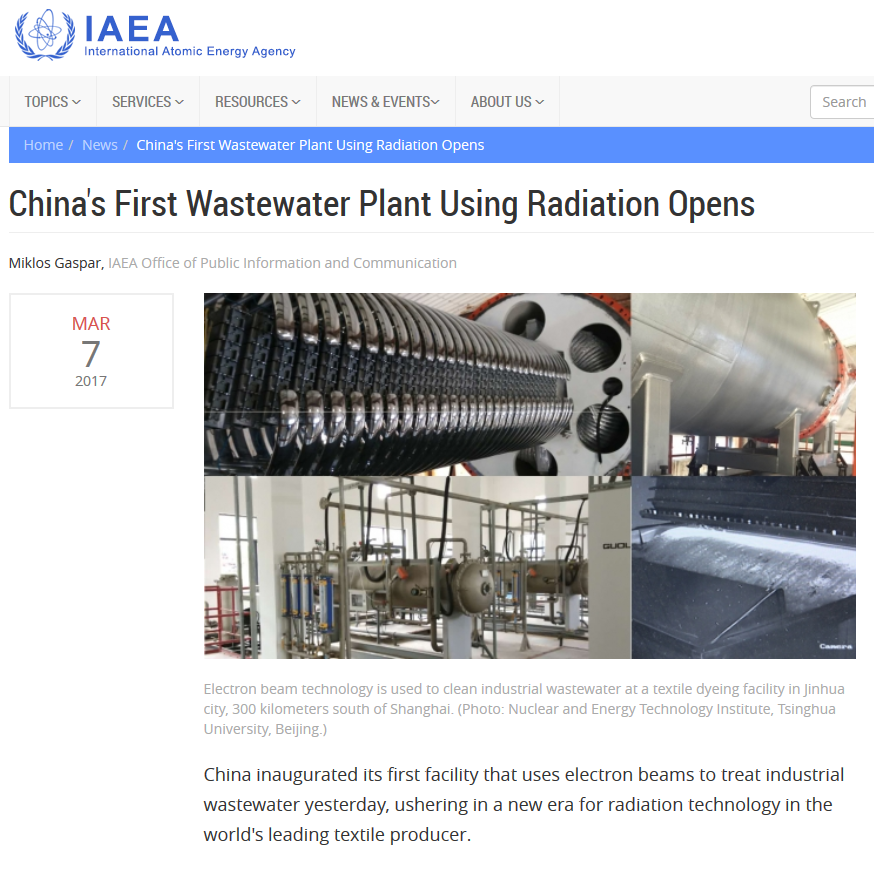 IAEA
International Atomic Energy Agency
TOPICS SERVICES RESOURCES NEWS & EVENTS ABOUT US Search
Home / News / China's First Wastewater Plant Using Radiation Opens
China's First Wastewater Plant Using Radiation Opens
Miklos Gaspar, IAEA Office of Public Information and Communication
MAR
7
2017
Camera
Electron beam technology is used to clean industrial wastewater at a textile dyeing facility in Jinhua
city, 300 kilometers south of Shanghai. (Photo: Nuclear and Energy Technology Institute, Tsinghua
University, Beijing.)
China inaugurated its first facility that uses electron beams to treat industrial
wastewater yesterday, ushering in a new era for radiation technology in the
world's leading textile producer.